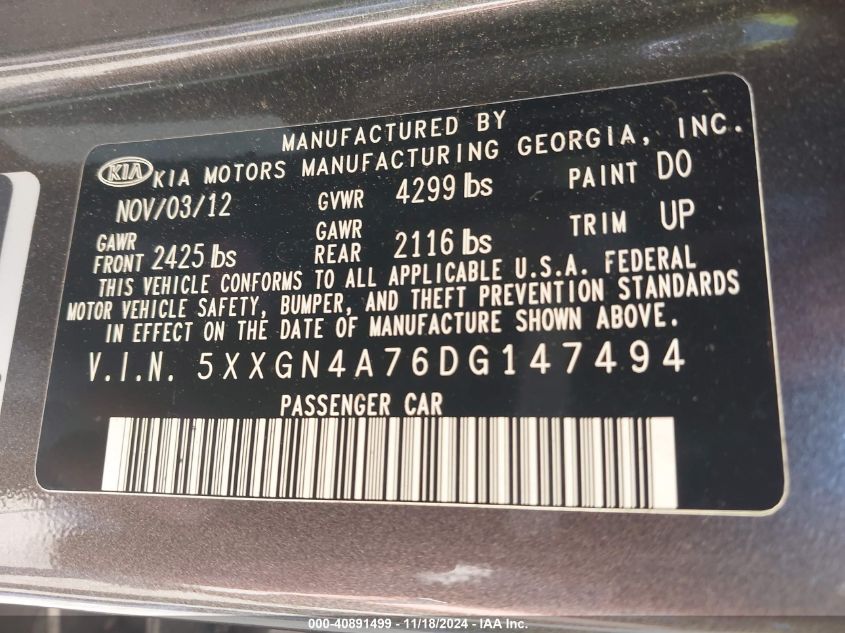 MANUFACTURED BY
KIA KIA MOTORS MANUFACTURING GEORGIA, INC.
NOV/03/12 GVWR 4299 lbs PAINT DO
GAWR FRONT 2425 lbs GAWR REAR 2116 lbs TRIM UP
THIS VEHICLE CONFORMS TO ALL APPLICABLE U.S.A. FEDERAL
MOTOR VEHICLE SAFETY, BUMPER, AND THEFT PREVENTION STANDARDS
IN EFFECT ON THE DATE OF MANUFACTURE SHOWN ABOVE.
V.I.N. 5XXGN4A76DG147494
PASSENGER CAR
000-40891499 - 11/18/2024 - IAA Inc.